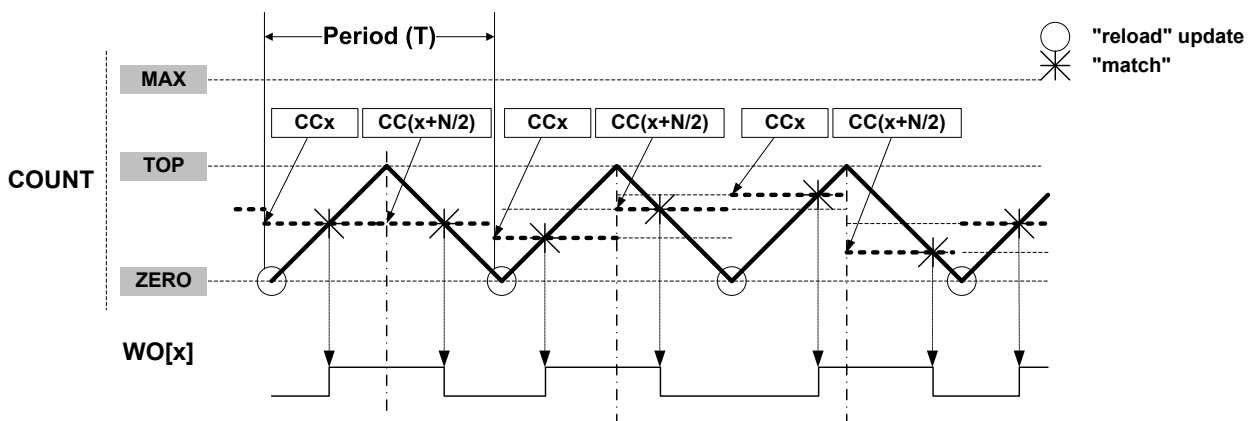 Period (T)
"reload" update
"match"
MAX
CCx
CC(x+N/2)
CCx
CC(x+N/2)
CCx
CC(x+N/2)
TOP
COUNT
ZERO
WO[x]